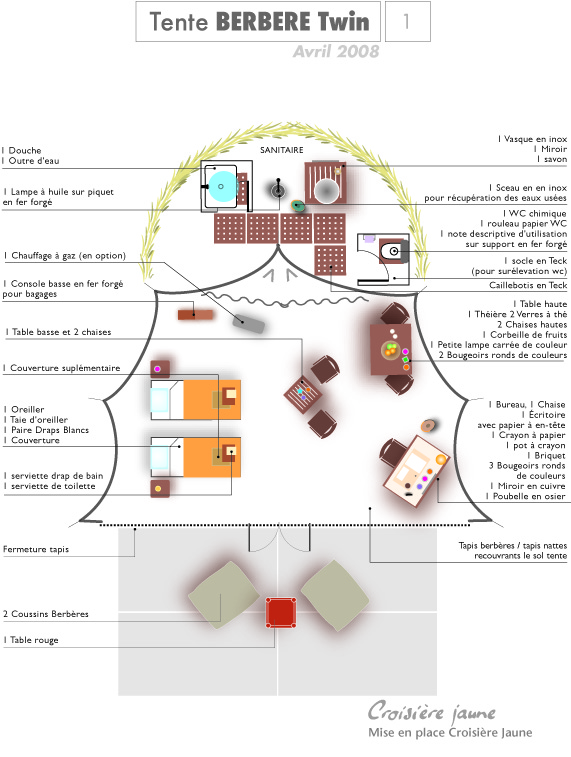 Tente BERBERE Twin
1
Avril 2008
SANITAIRE
1 Douche
1 Outre d'eau
1 Lampe à huile sur piquet
en fer forgé
1 Chauffage à gaz (en option)
1 Console basse en fer forgé
pour bagages
1 Table basse et 2 chaises
1 Couverture suplémentaire
1 Oreiller
1 Taie d'oreiller
1 Paire Draps Blancs
1 Couverture
1 serviette drap de bain
1 serviette de toilette
Fermeture tapis
2 Coussins Berbères
1 Table rouge
1 Vasque en inox
1 Miroir
1 savon
1 Sceau en en inox
pour récupération des eaux usées
1 WC chimique
1 rouleau papier WC
1 note descriptive d'utilisation
sur support en fer forgé
1 socle en Teck
(pour surélevation wc)
Caillebotis en Teck
1 Table haute
1 Théière 2 Verres à thé
2 Chaises hautes
1 Corbeille de fruits
1 Petite lampe carrée de couleur
2 Bougeoirs ronds de couleurs
1 Bureau, 1 Chaise
1 Écritoire
avec papier à en-tête
1 Crayon à papier
1 pot à crayon
1 Briquet
3 Bougeoirs ronds
de couleurs
1 Miroir en cuivre
1 Poubelle en osier
Tapis berbères / tapis nattes
recouvrants le sol tente
Croisière jaune
Mise en place Croisière Jaune